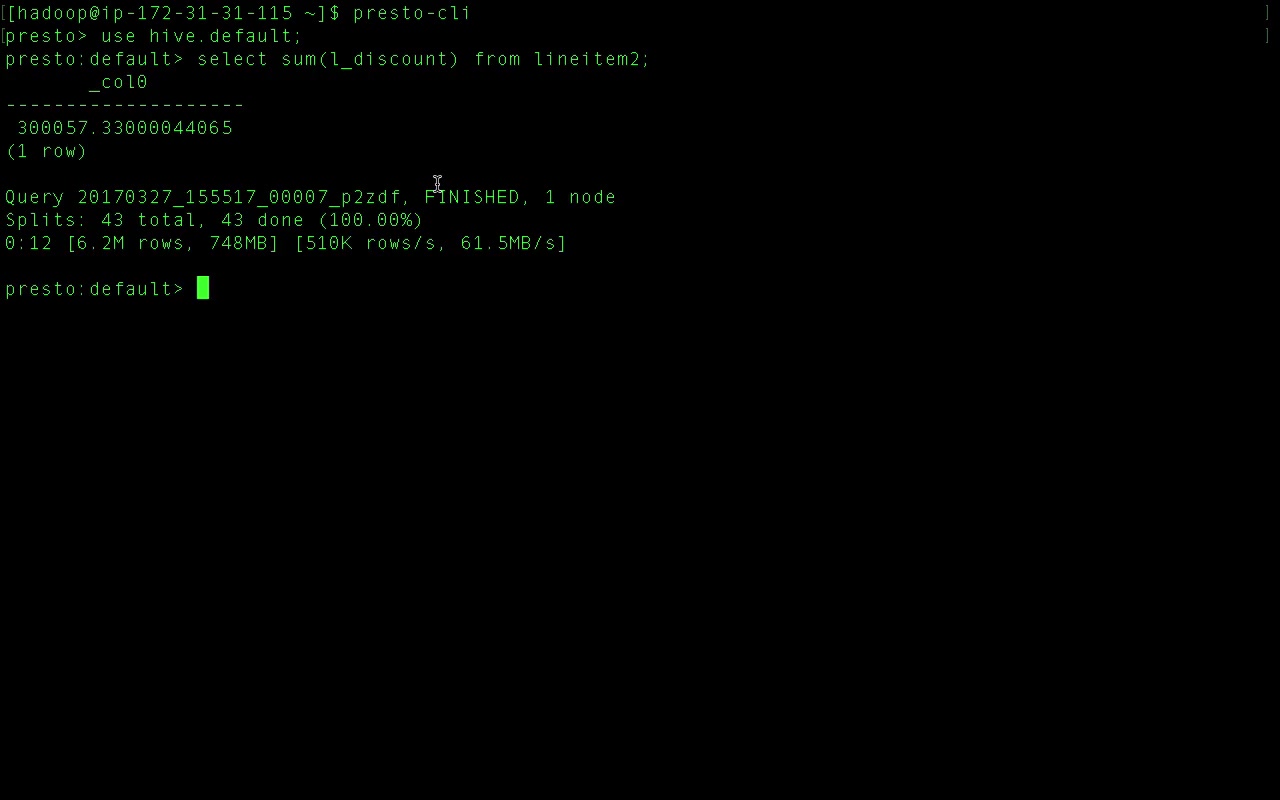 [[hadoop@ip-172-31-31-115 ~]$ presto-cli ]
[presto> use hive.default; ]
presto:default> select sum(l_discount) from lineitem2;
_col0
--------------------
300057.33000044065
(1 row)
Query 20170327_155517_00007_p2zdf, FINISHED, 1 node
Splits: 43 total, 43 done (100.00%)
0:12 [6.2M rows, 748MB] [510K rows/s, 61.5MB/s]
presto:default>